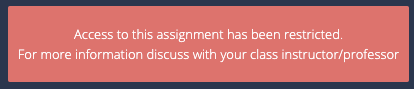 Access to this assignment has been restricted.
For more information discuss with your class instructor/professor